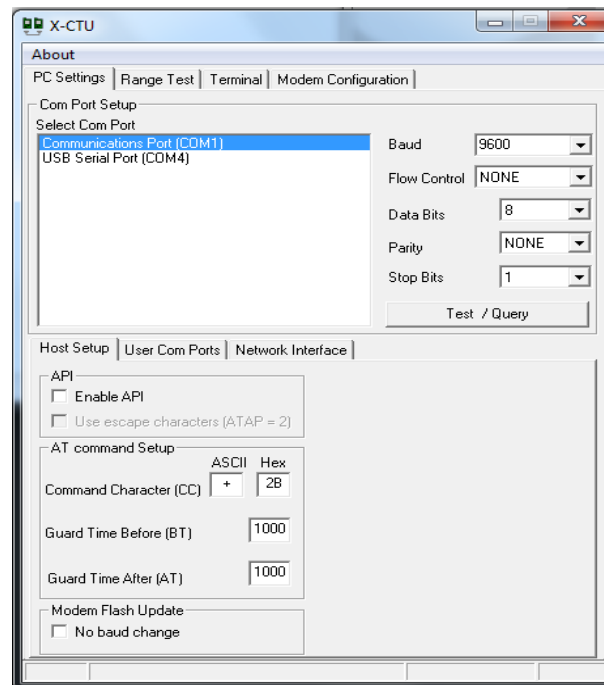 X-CTU
About
PC Settings Range Test Terminal Modem Configuration
Com Port Setup
Select Com Port
Communications Port (COM1)
USB Serial Port (COM4)
Baud 9600
Flow Control NONE
Data Bits 8
Parity NONE
Stop Bits 1
Test / Query
Host Setup User Com Ports Network Interface
API
Enable API
Use escape characters (ATAP = 2)
AT command Setup
ASCII Hex
Command Character (CC) + 2B
Guard Time Before (BT) 1000
Guard Time After (AT) 1000
Modem Flash Update
No baud change